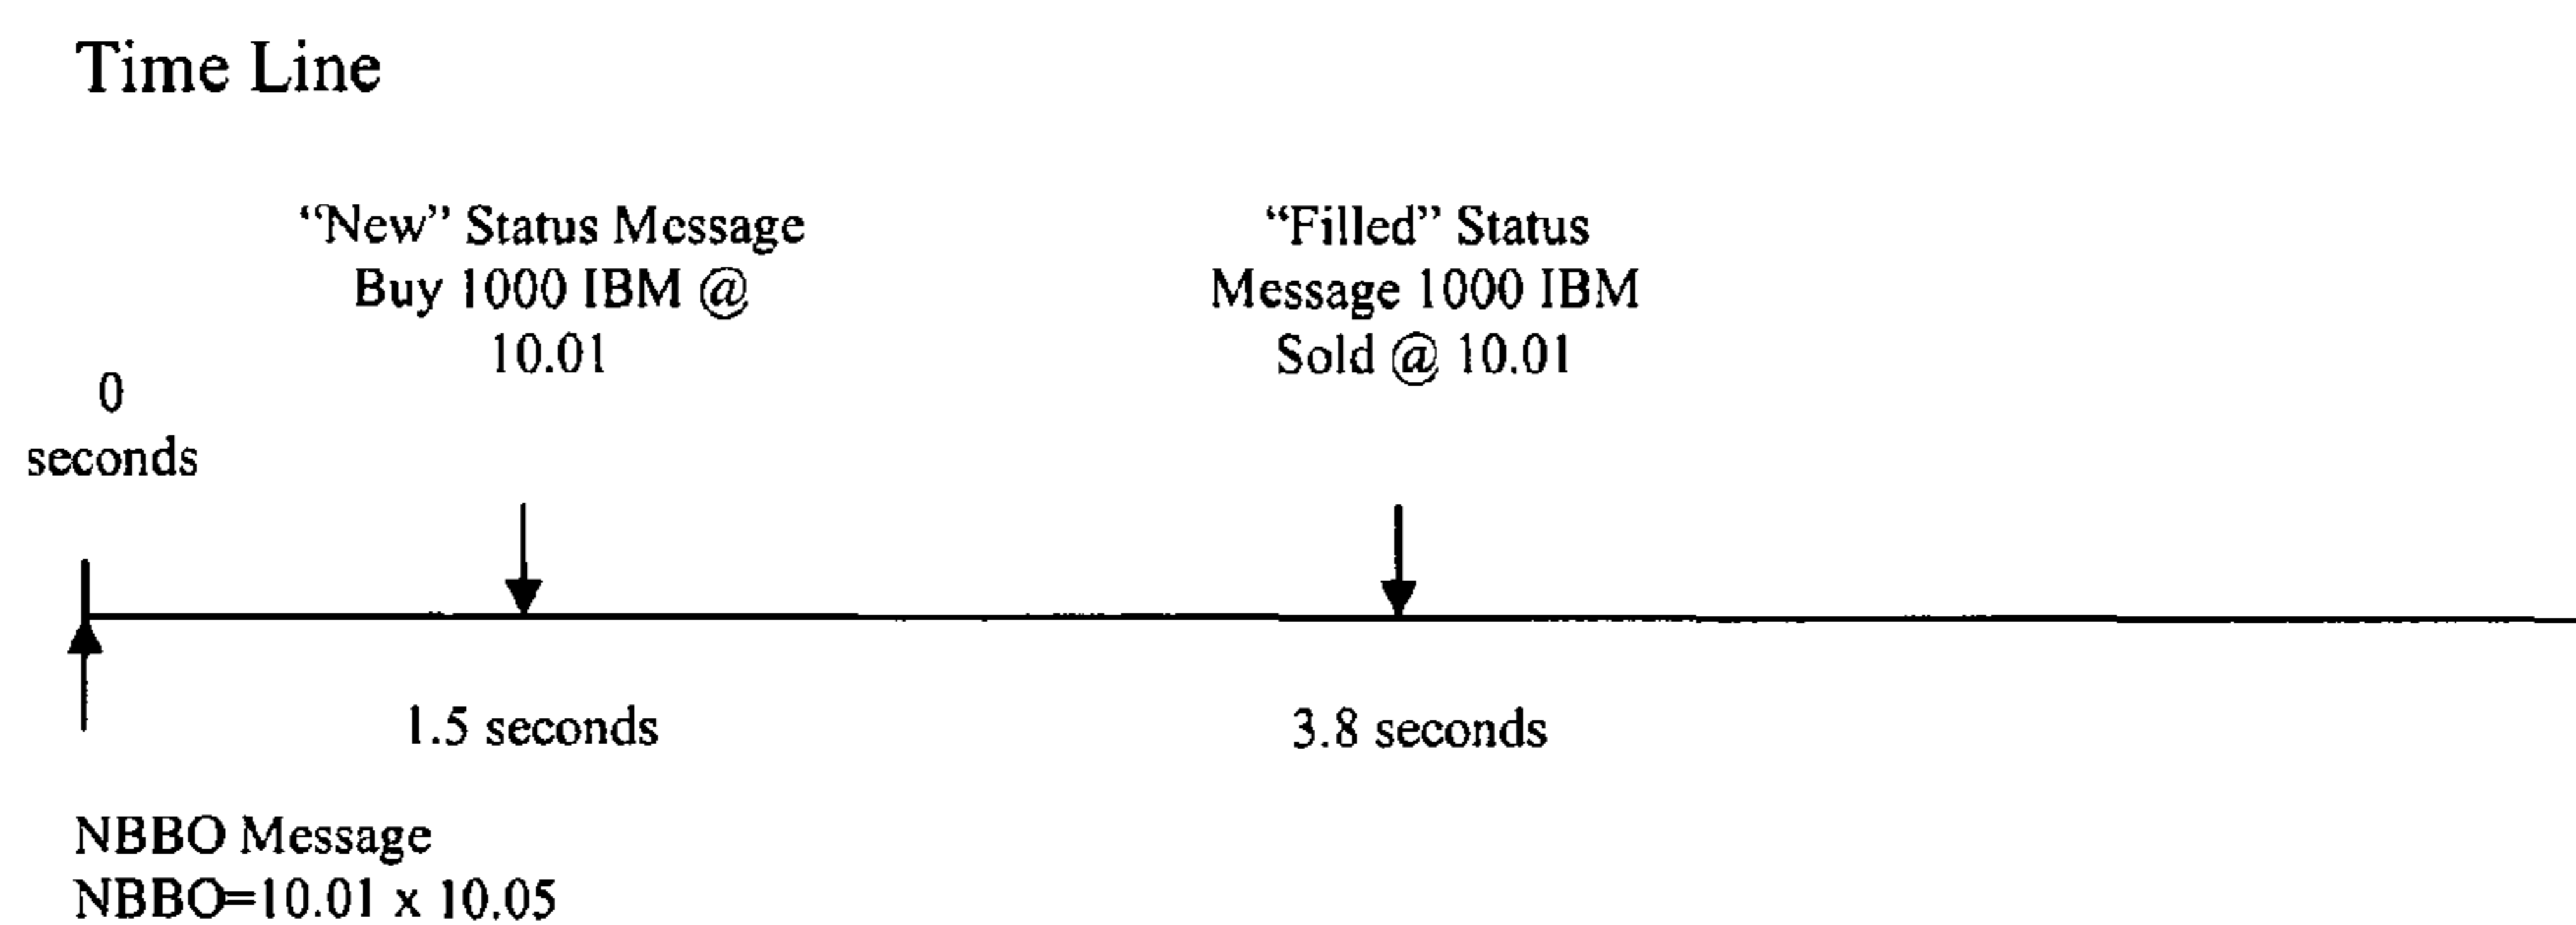 Time Line
“New” Status Message
Buy 1000 IBM @
10.01
“Filled” Status
Message 1000 IBM
Sold @ 10.01
0
seconds
1.5 seconds
3.8 seconds
NBBO Message
NBBO=10.01 x 10.05